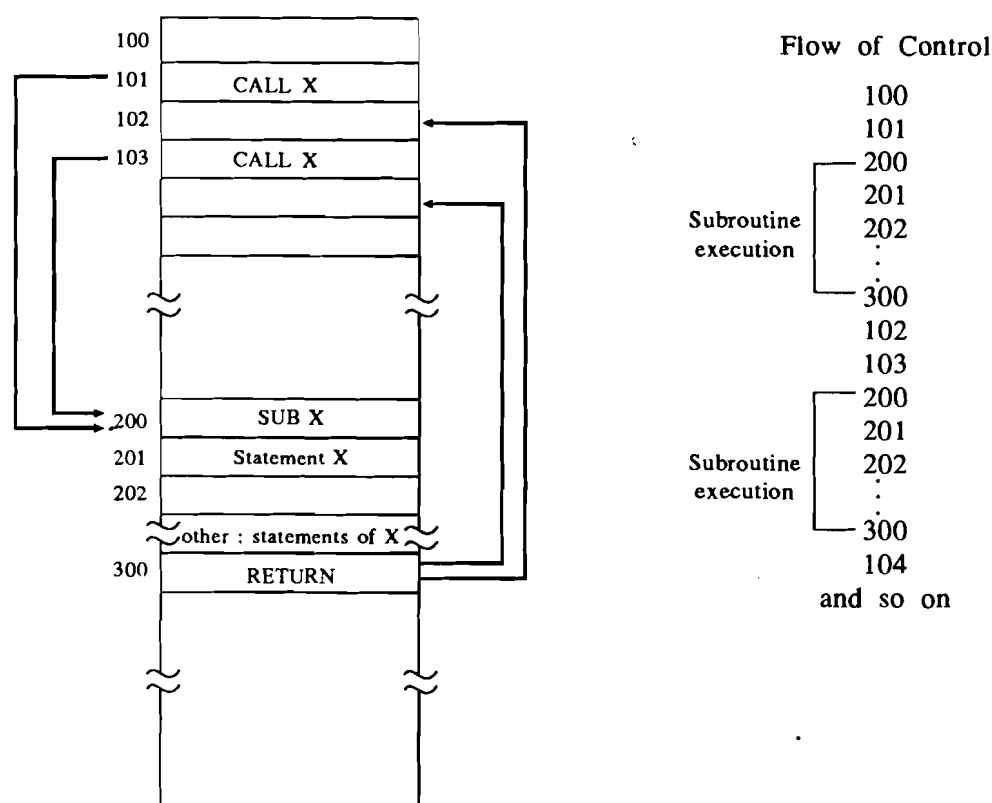 100
101 CALL X
102
103 CALL X
200 SUB X
201 Statement X
202
other : statements of X
300 RETURN
Flow of Control
100
101
200
201
202
Subroutine
execution
300
102
103
200
201
202
Subroutine
execution
300
104
and so on